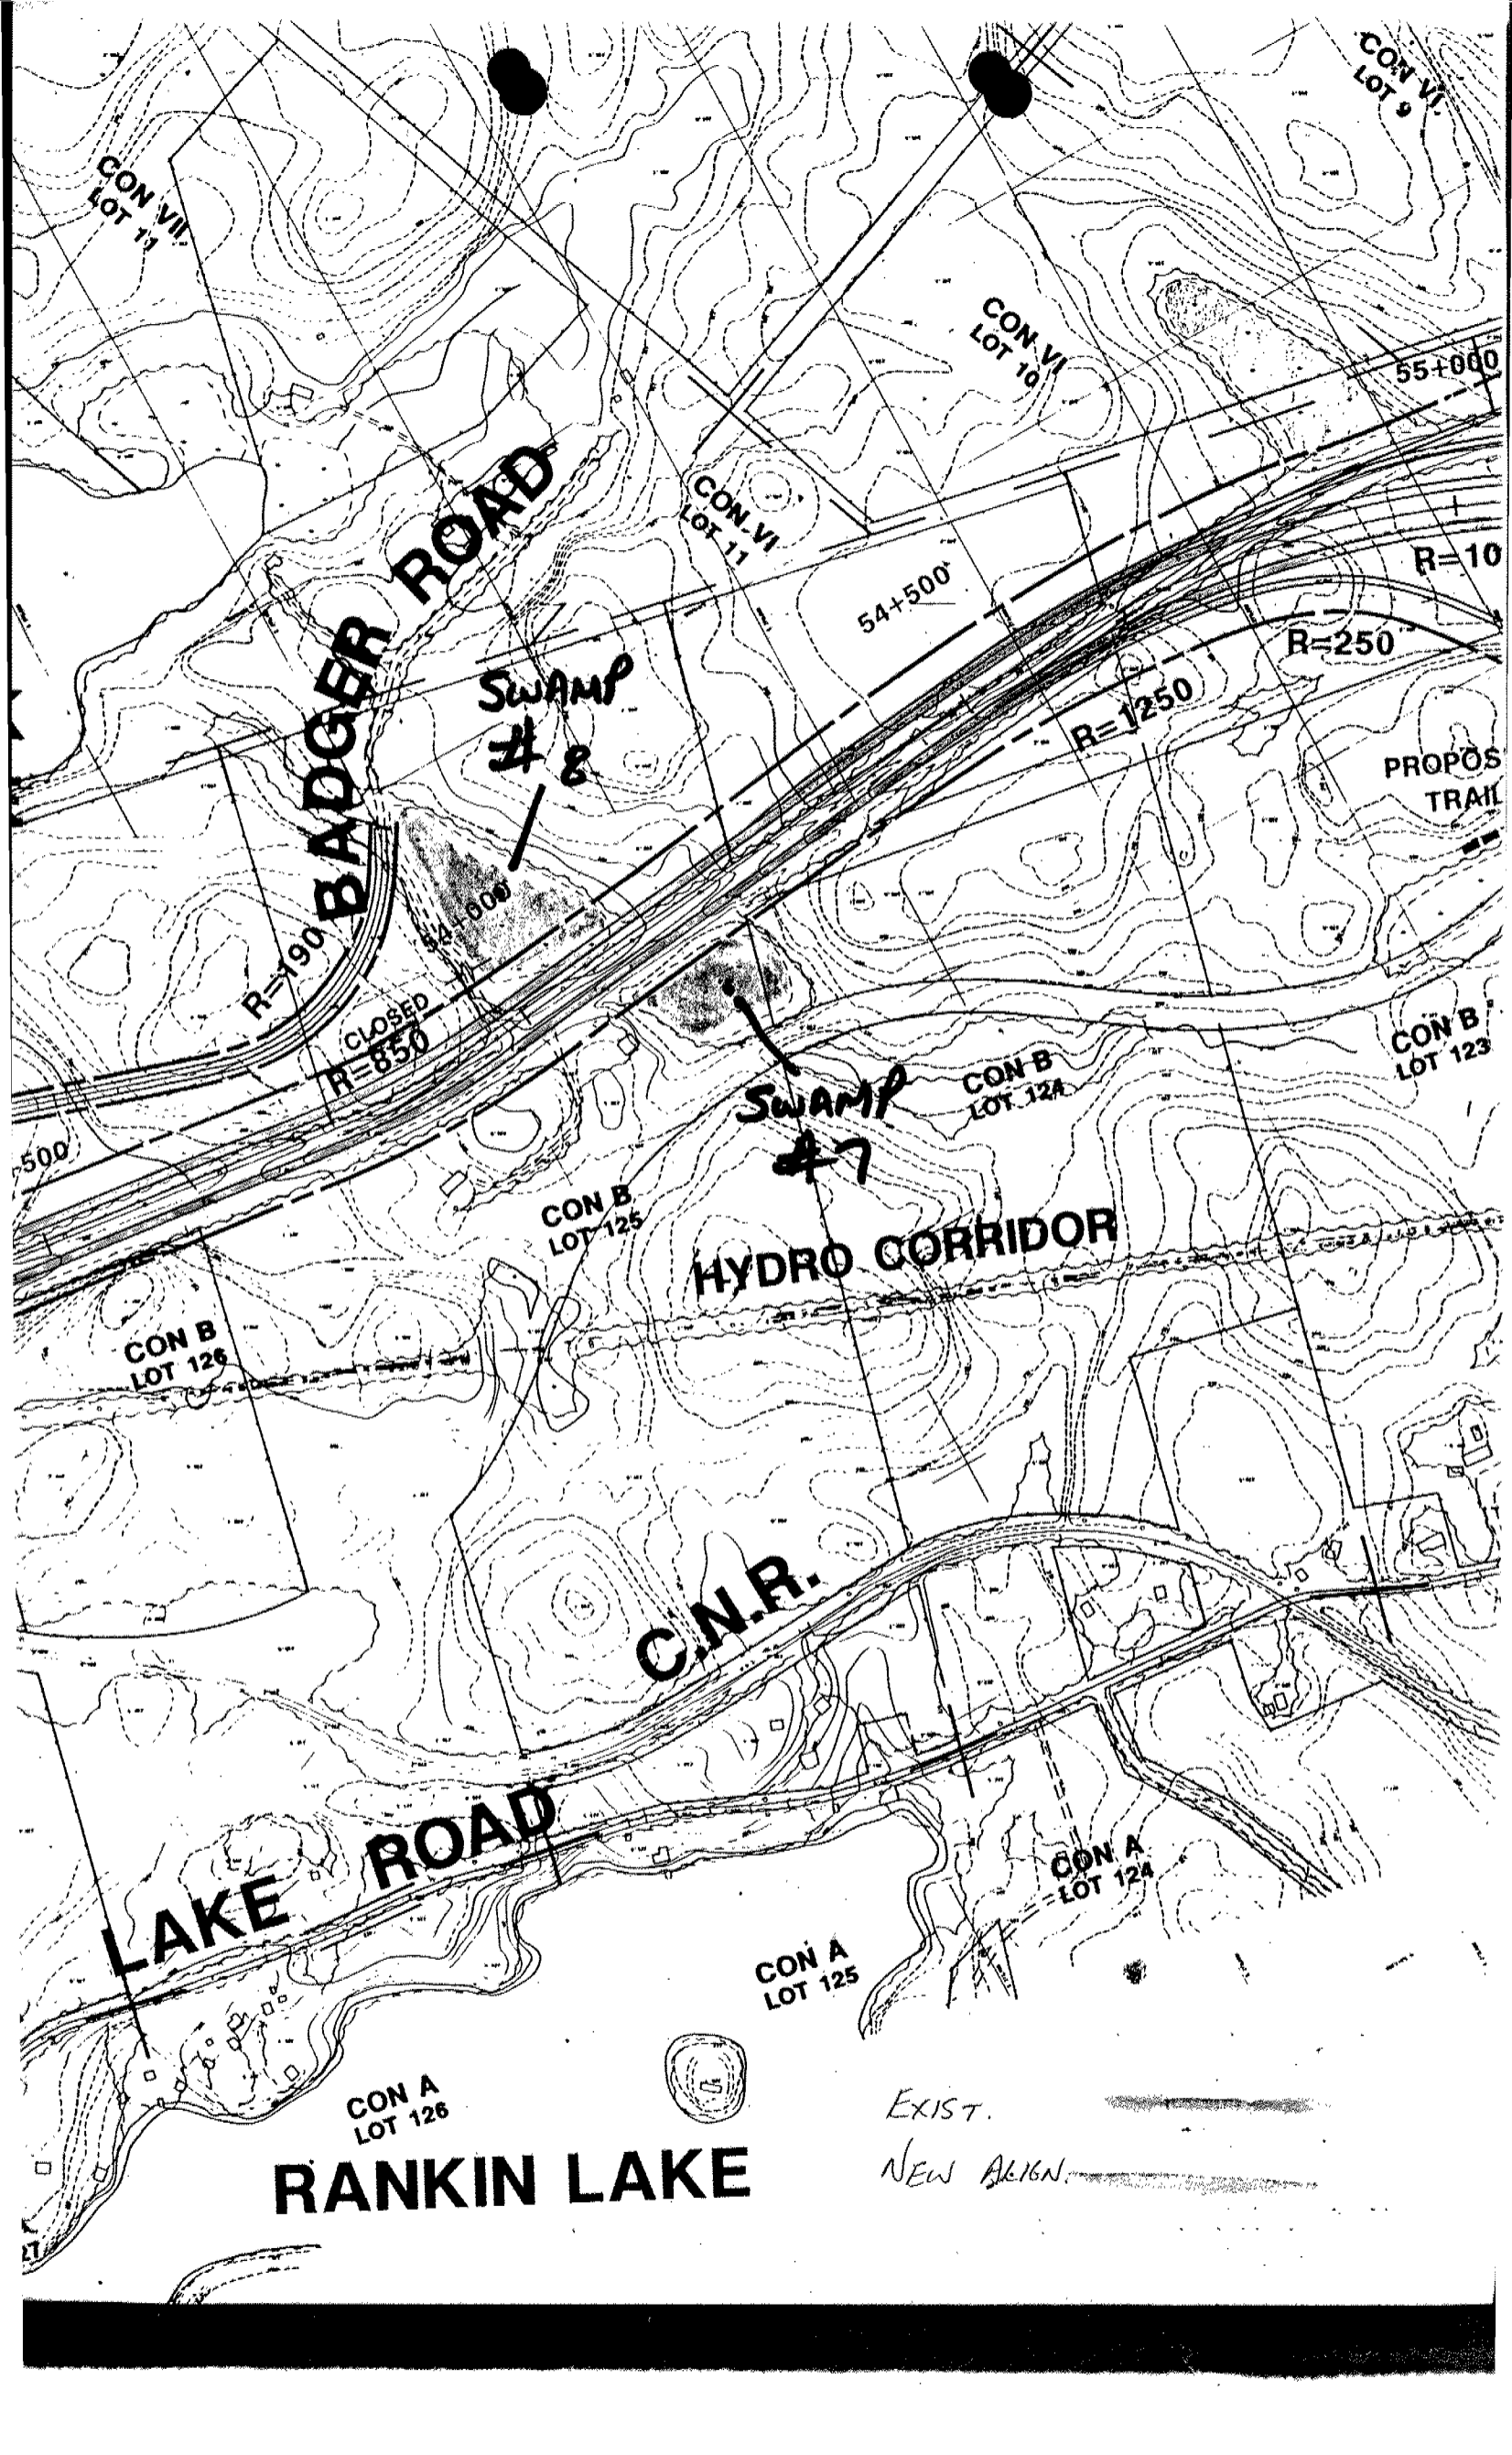 CON VI
LOT 9
CON VII
LOT 11
CON VI
LOT 10
55+000
BADGER ROAD
CON VI
LOT 11
R=10
54+500
R=250
SWAMP
# 8
R=1250
PROPOS
TRAIL
54+000
R=190
CLOSED
R=850
CON B
LOT 123
CON B
LOT 124
SWAMP
#7
+500
CON B
LOT 125
HYDRO CORRIDOR
CON B
LOT 126
C.N.R.
LAKE ROAD
CON A
LOT 124
CON A
LOT 125
CON A
LOT 126
EXIST.
RANKIN LAKE
NEW ALIGN.
27